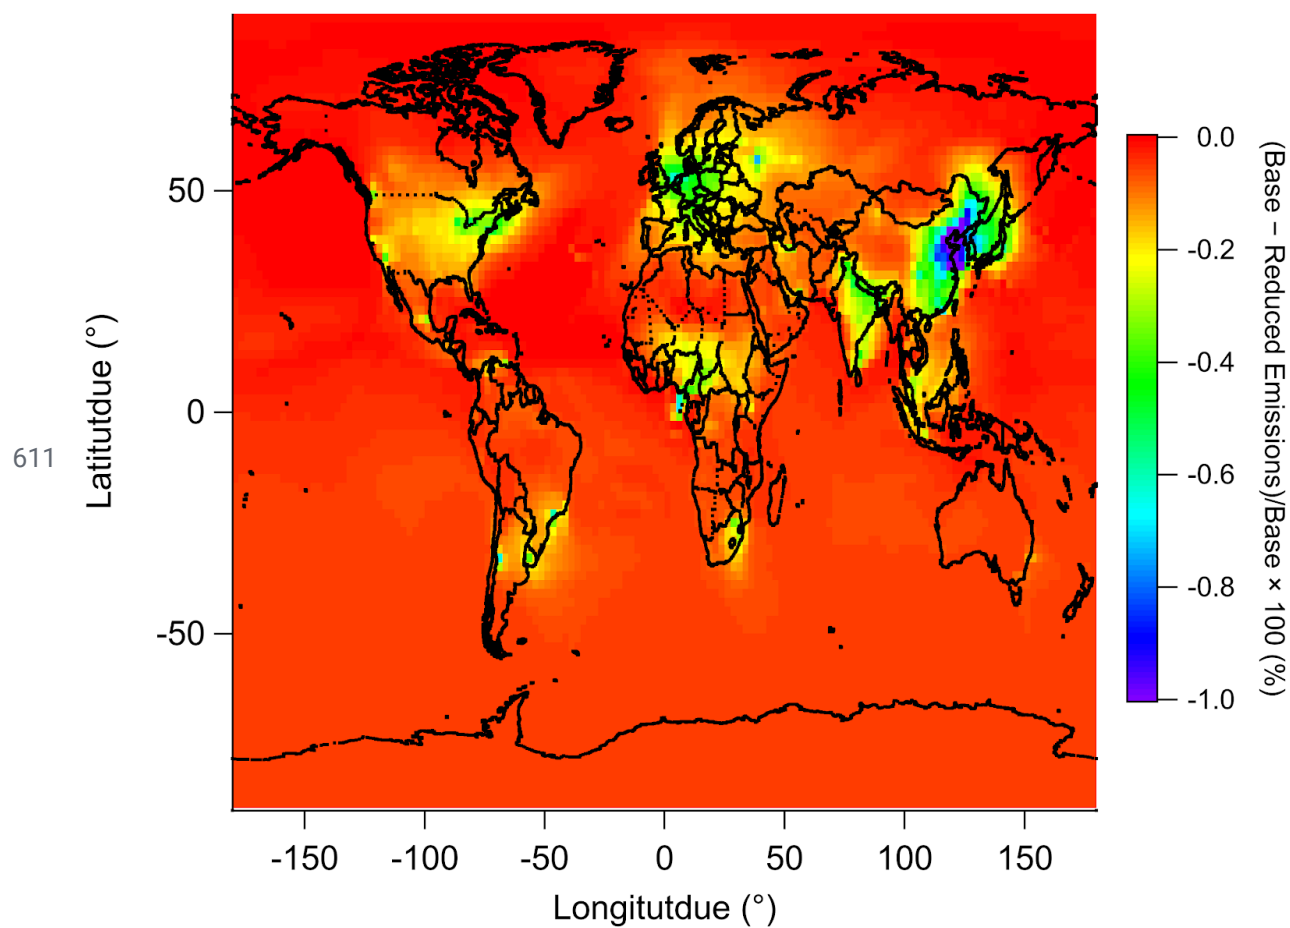 611
Latitutdue (°)
50
0
-50
-150 -100 -50 0 50 100 150
Longitutdue (°)
0.0
-0.2
-0.4
-0.6
-0.8
-1.0
(Base − Reduced Emissions)/Base × 100 (%)